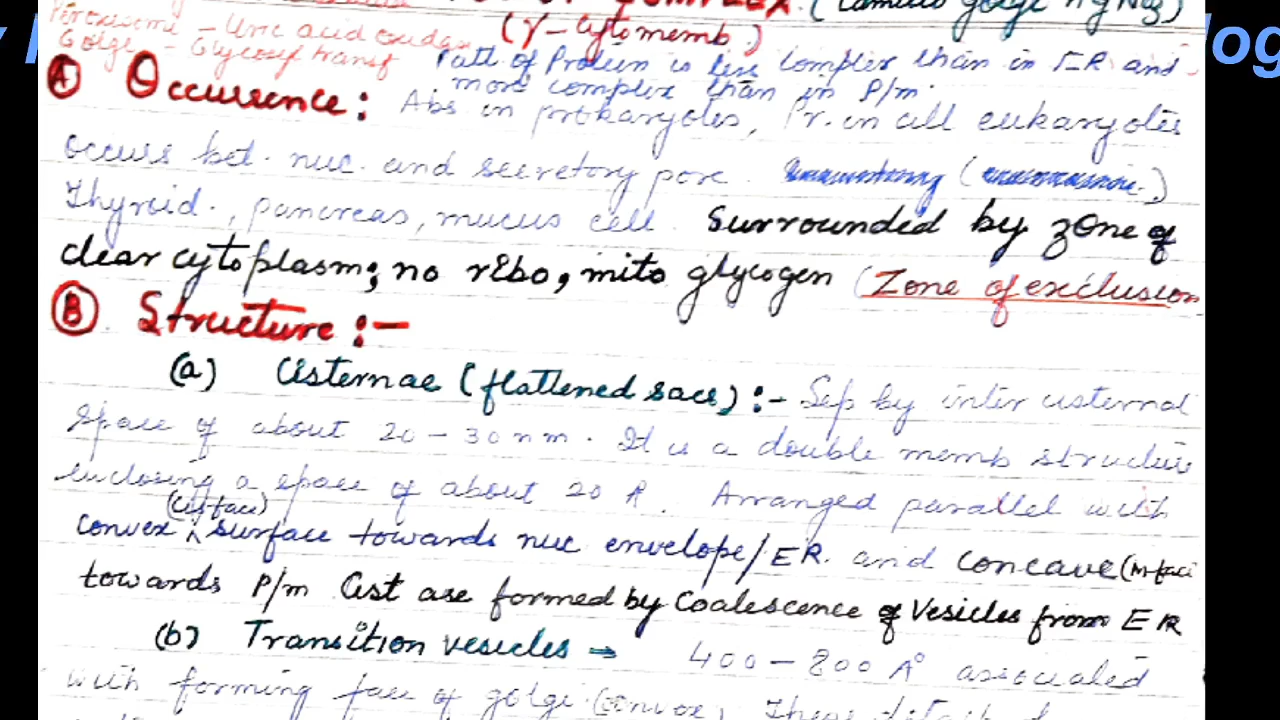 COMPLEX. (Camillo golgi AgNO3)
Peroxisome - Uric acid oxidase (γ-cytomemb)
Golgi - Glycosyl transf
Patt. of Protein is less complex than in ER and
more complex than in P/m.
(A) Occurrence: Abs in prokaryotes, Pr. in all eukaryotes
occurs bet. nuc. and secretory pore.
Thyroid., pancreas, mucus cell. Surrounded by zone of
clear cytoplasm; no ribo, mito glycogen (Zone of exclusion
(B). Structure :-
(a) Cisternae (flattened sacs) :- Sep by inter cisternal
space of about 20 - 30 nm. It is a double memb structure
enclosing a space of about 20 A. Arranged parallel with
(cis face)
convex surface towards nuc envelope/ER. and concave (m-face
towards P/m Cist are formed by Coalescence of Vesicles from ER
(b) Transition vesicles → 400 - 800 A° associated
with forming face of golgi (convex)
log